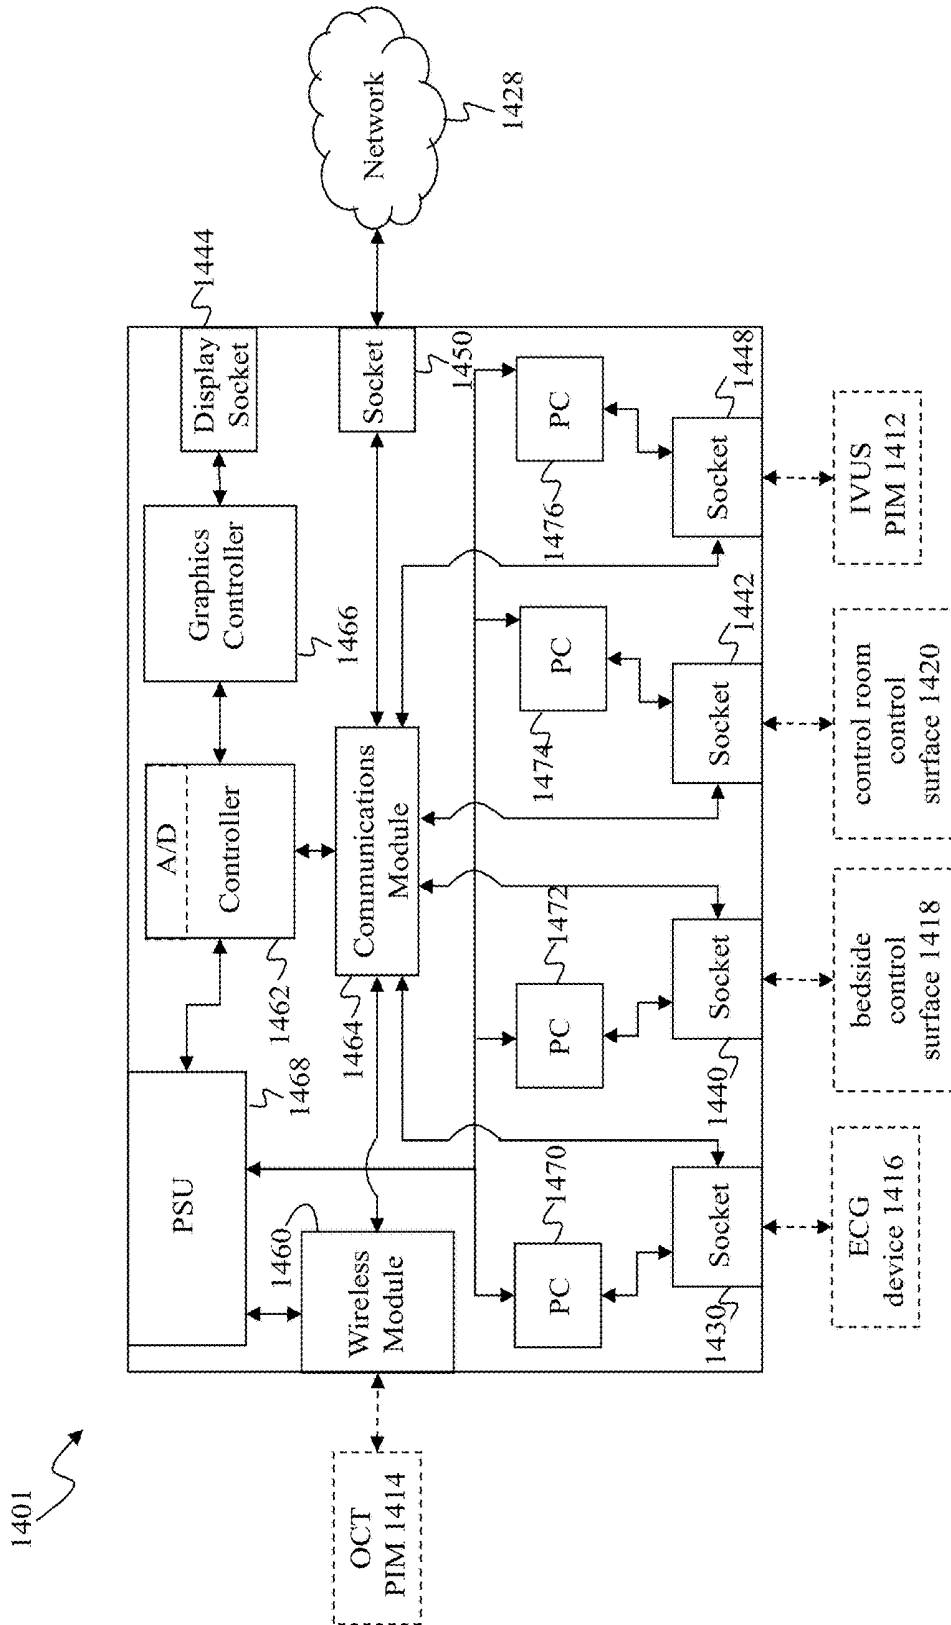 1401
OCT
PIM 1414
PSU
1468
1460
Wireless
Module
A/D
Controller
1462
Communications
Module
1464
Graphics
Controller
1466
Display
Socket
1444
Socket
1450
Network
1428
PC
1470
PC
1472
PC
1474
PC
1476
Socket
1430
Socket
1440
Socket
1442
Socket
1448
ECG
device 1416
bedside
control
surface 1418
control room
control
surface 1420
IVUS
PIM 1412